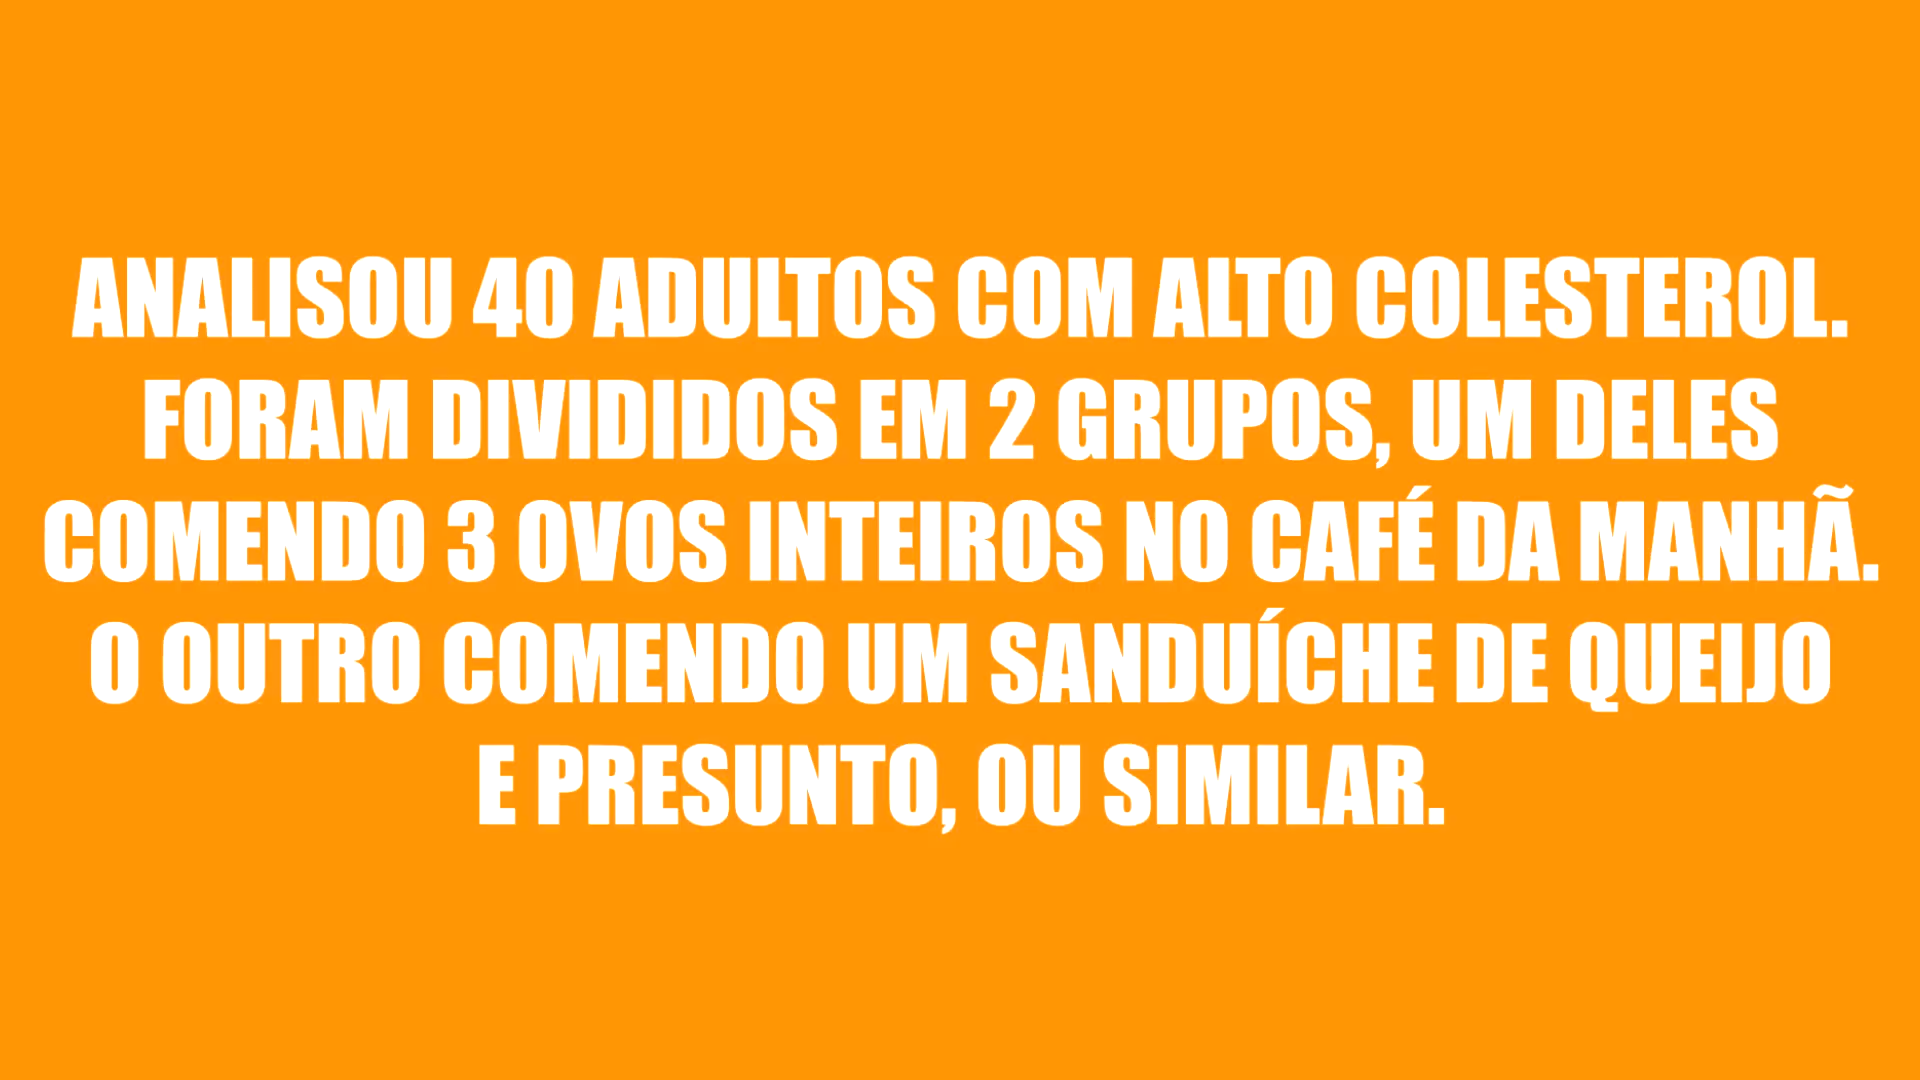 ANALISOU 40 ADULTOS COM ALTO COLESTEROL.
FORAM DIVIDIDOS EM 2 GRUPOS, UM DELES
COMENDO 3 OVOS INTEIROS NO CAFÉ DA MANHÃ.
O OUTRO COMENDO UM SANDUÍCHE DE QUEIJO
E PRESUNTO, OU SIMILAR.